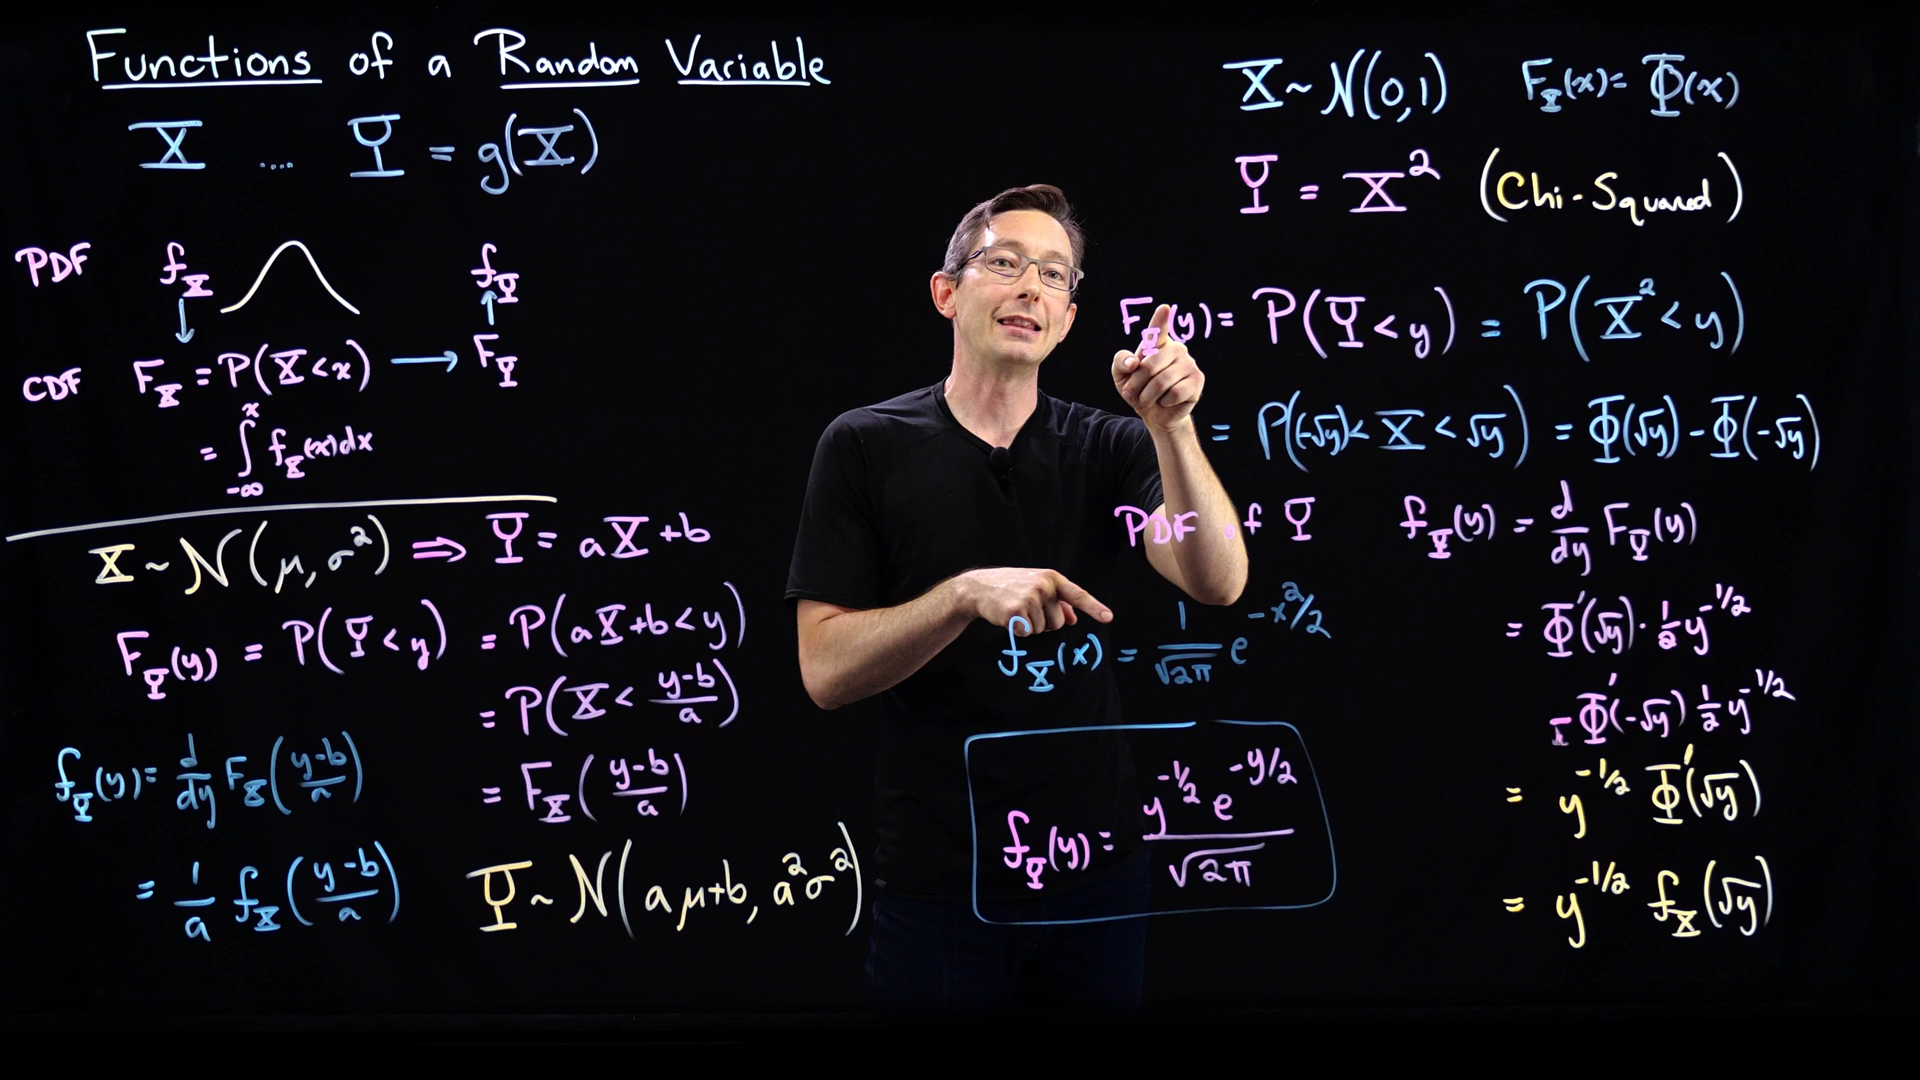 Functions of a Random Variable
X .... Y = g(X)
PDF f_X f_Y
CDF F_X = P(X < x) → F_Y
= ∫_{-∞}^{x} f_X(x)dx
X ~ N(μ, σ²) ⇒ Y = aX + b
F_Y(y) = P(Y < y) = P(aX+b < y)
= P(X < (y-b)/a)
= F_X((y-b)/a)
f_Y(y) = d/dy F_X((y-b)/a)
= 1/a f_X((y-b)/a)
Y ~ N(aμ+b, a²σ²)
X ~ N(0,1) F_X(x) = Φ(x)
Y = X² (Chi-Squared)
F_Y(y) = P(Y < y) = P(X² < y)
= P(-√y < X < √y) = Φ(√y) - Φ(-√y)
PDF of Y f_Y(y) = d/dy F_Y(y)
= Φ'(√y) · ½ y^{-1/2}
- Φ'(-√y) ½ y^{-1/2}
= y^{-1/2} Φ'(√y)
= y^{-1/2} f_X(√y)
f_X(x) = 1/√2π e^{-x²/2}
f_Y(y) = y^{-½} e^{-y/2} / √2π